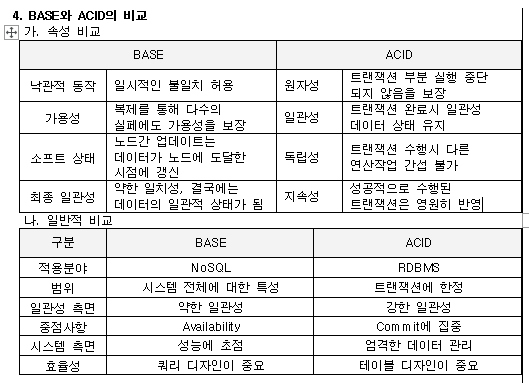 4. BASE와 ACID의 비교
가. 속성 비교
BASE ACID
낙관적 동작 일시적인 불일치 허용 원자성 트랜잭션 부분 실행 중단
되지 않음을 보장
가용성 복제를 통해 다수의
실페에도 가용성을 보장 일관성 트랜잭션 완료시 일관성
데이터 상태 유지
소프트 상태 노드간 업데이트는
데이터가 노드에 도달한
시점에 갱신 독립성 트랜잭션 수행시 다른
연산작업 간섭 불가
최종 일관성 약한 일치성, 결국에는
데이터의 일관적 상태가 됨 지속성 성공적으로 수행된
트랜잭션은 영원히 반영
나. 일반적 비교
구분 BASE ACID
적용분야 NoSQL RDBMS
범위 시스템 전체에 대한 특성 트랜잭션에 한정
일관성 측면 약한 일관성 강한 일관성
중점사항 Availability Commit에 집중
시스템 측면 성능에 초점 엄격한 데이터 관리
효율성 쿼리 디자인이 중요 테이블 디자인이 중요